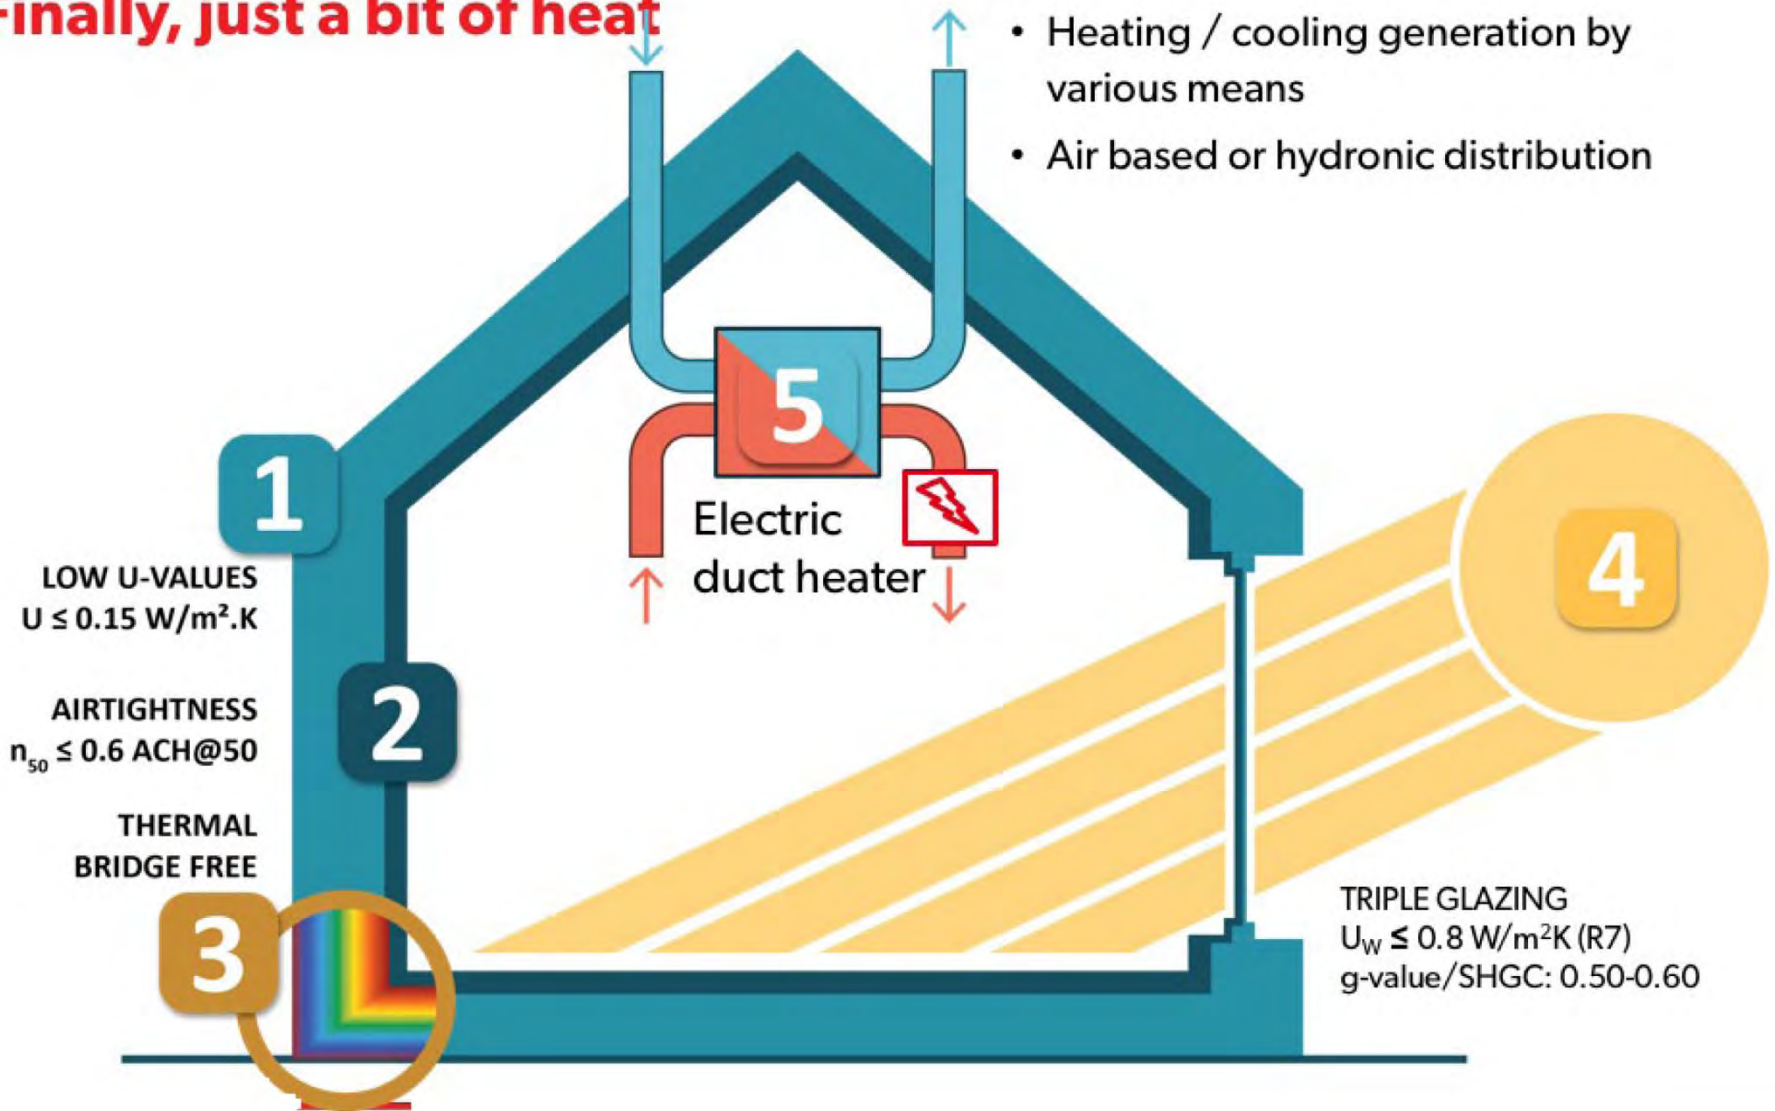 Finally, just a bit of heat
• Heating / cooling generation by
various means
• Air based or hydronic distribution
5
Electric
duct heater
1
LOW U-VALUES
U ≤ 0.15 W/m².K
4
2
AIRTIGHTNESS
n₅₀ ≤ 0.6 ACH@50
THERMAL
BRIDGE FREE
3
TRIPLE GLAZING
U_W ≤ 0.8 W/m²K (R7)
g-value/SHGC: 0.50-0.60